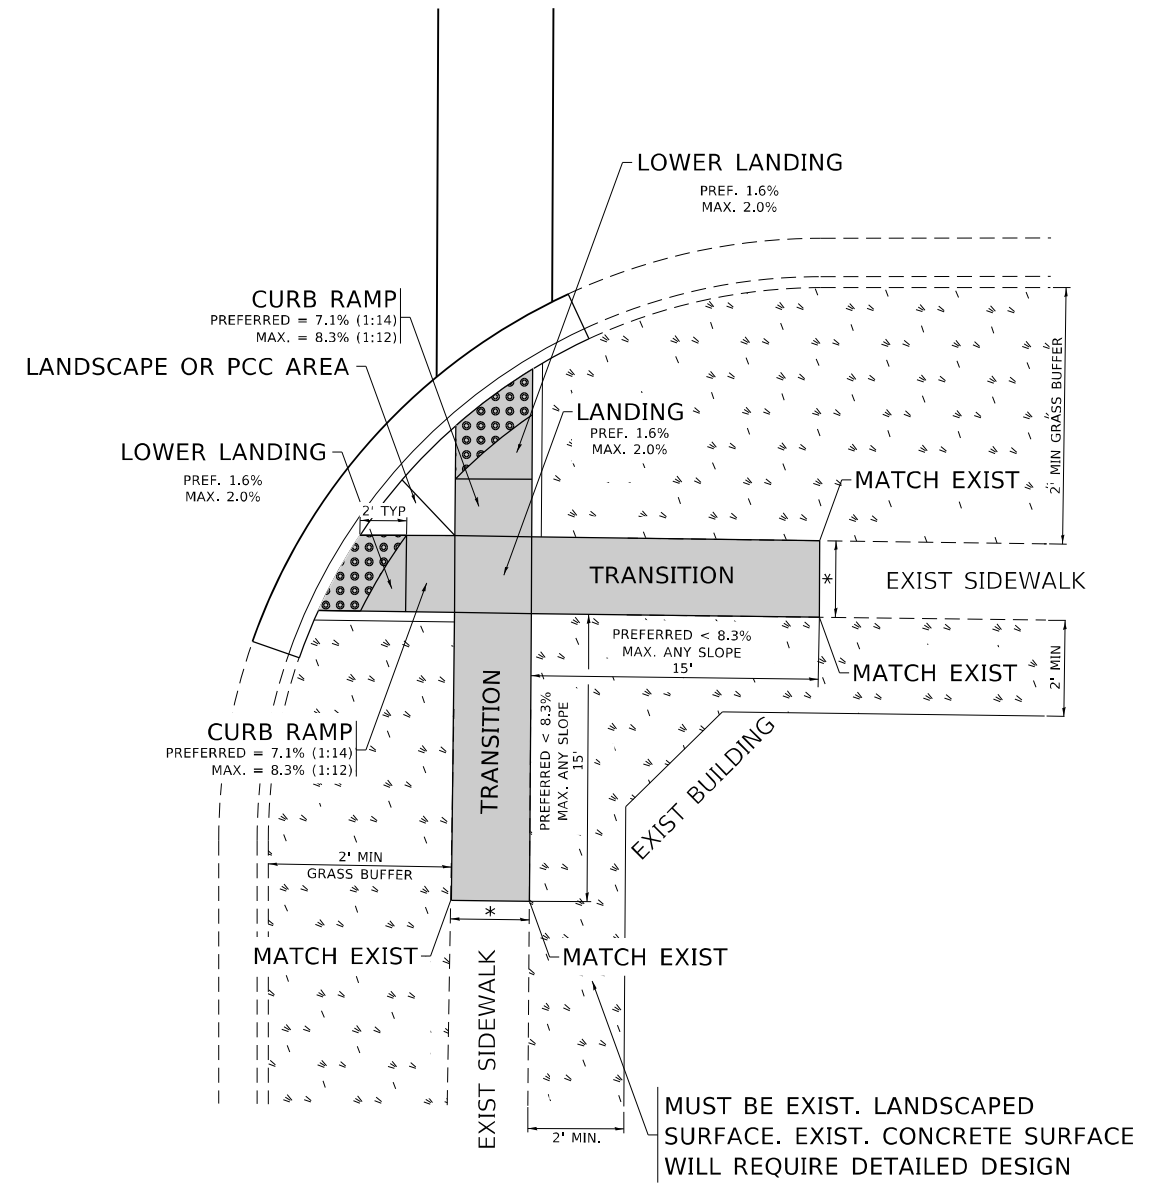 LOWER LANDING
PREF. 1.6%
MAX. 2.0%
CURB RAMP
PREFERRED = 7.1% (1:14)
MAX. = 8.3% (1:12)
LANDSCAPE OR PCC AREA
LANDING
PREF. 1.6%
MAX. 2.0%
LOWER LANDING
PREF. 1.6%
MAX. 2.0%
2' MIN GRASS BUFFER
MATCH EXIST
2' TYP
TRANSITION
*
EXIST SIDEWALK
PREFERRED < 8.3%
MAX. ANY SLOPE
15'
MATCH EXIST
2' MIN
TRANSITION
PREFERRED < 8.3%
MAX. ANY SLOPE
15'
CURB RAMP
PREFERRED = 7.1% (1:14)
MAX. = 8.3% (1:12)
EXIST BUILDING
2' MIN
GRASS BUFFER
*
MATCH EXIST
MATCH EXIST
EXIST SIDEWALK
2' MIN.
MUST BE EXIST. LANDSCAPED
SURFACE. EXIST. CONCRETE SURFACE
WILL REQUIRE DETAILED DESIGN